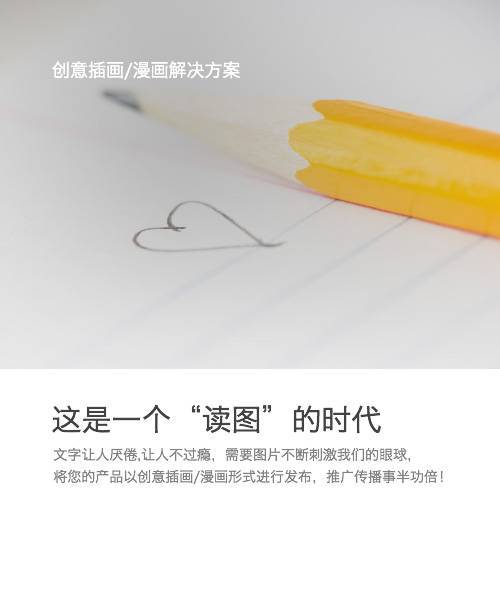 创意插画/漫画解决方案
这是一个“读图”的时代
文字让人厌倦,让人不过瘾，需要图片不断刺激我们的眼球,
将您的产品以创意插画/漫画形式进行发布，推广传播事半功倍！